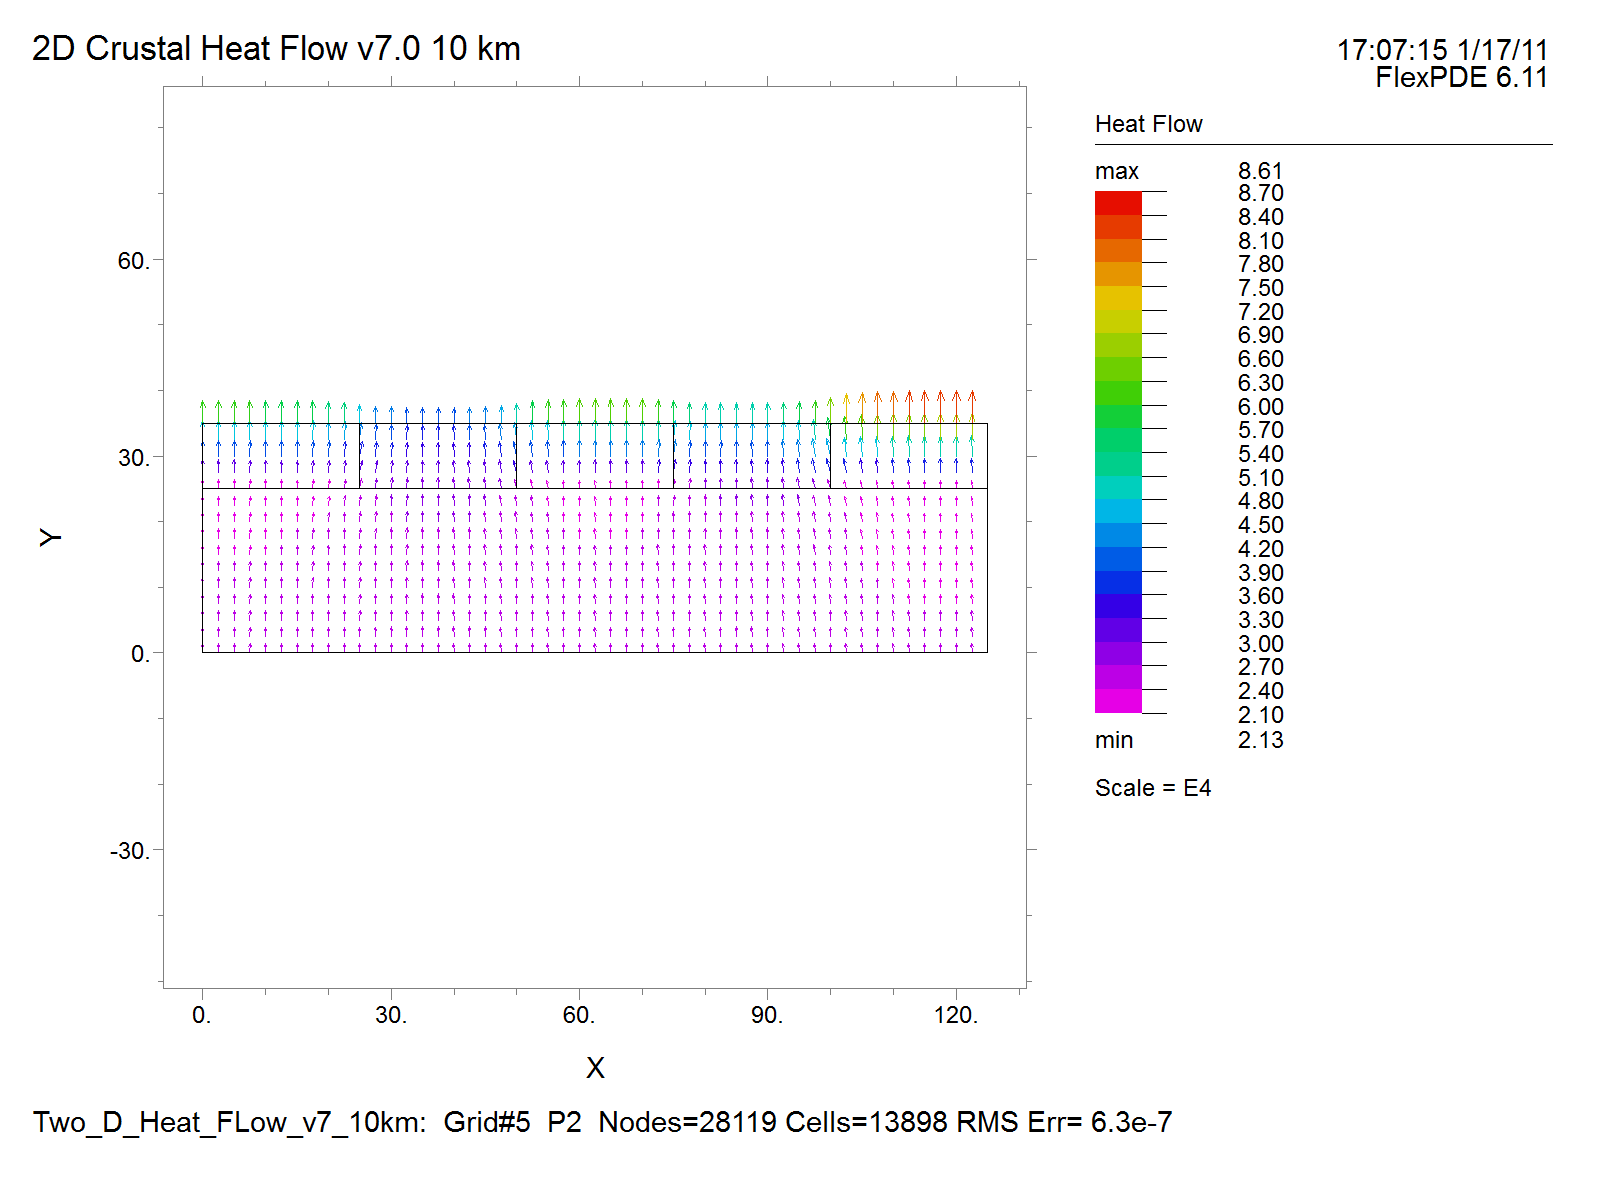 2D Crustal Heat Flow v7.0 10 km
17:07:15 1/17/11
FlexPDE 6.11
Heat Flow
max 8.61
8.70
8.40
8.10
7.80
7.50
7.20
6.90
6.60
6.30
6.00
5.70
5.40
5.10
4.80
4.50
4.20
3.90
3.60
3.30
3.00
2.70
2.40
2.10
min 2.13
Scale = E4
60.
30.
0.
-30.
Y
0. 30. 60. 90. 120.
X
Two_D_Heat_FLow_v7_10km: Grid#5 P2 Nodes=28119 Cells=13898 RMS Err= 6.3e-7